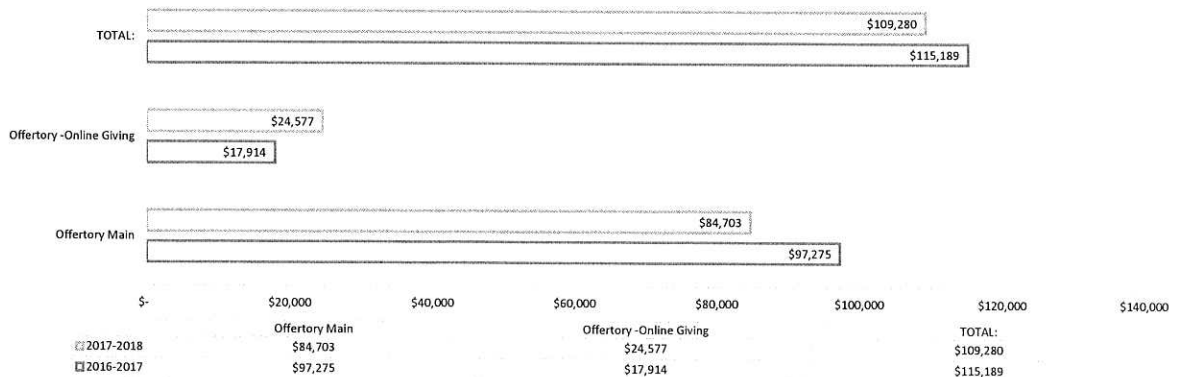 TOTAL:
$109,280
$115,189
Offertory -Online Giving
$24,577
$17,914
Offertory Main
$84,703
$97,275
$- $20,000 $40,000 $60,000 $80,000 $100,000 $120,000 $140,000
Offertory Main Offertory -Online Giving TOTAL:
2017-2018 $84,703 $24,577 $109,280
2016-2017 $97,275 $17,914 $115,189